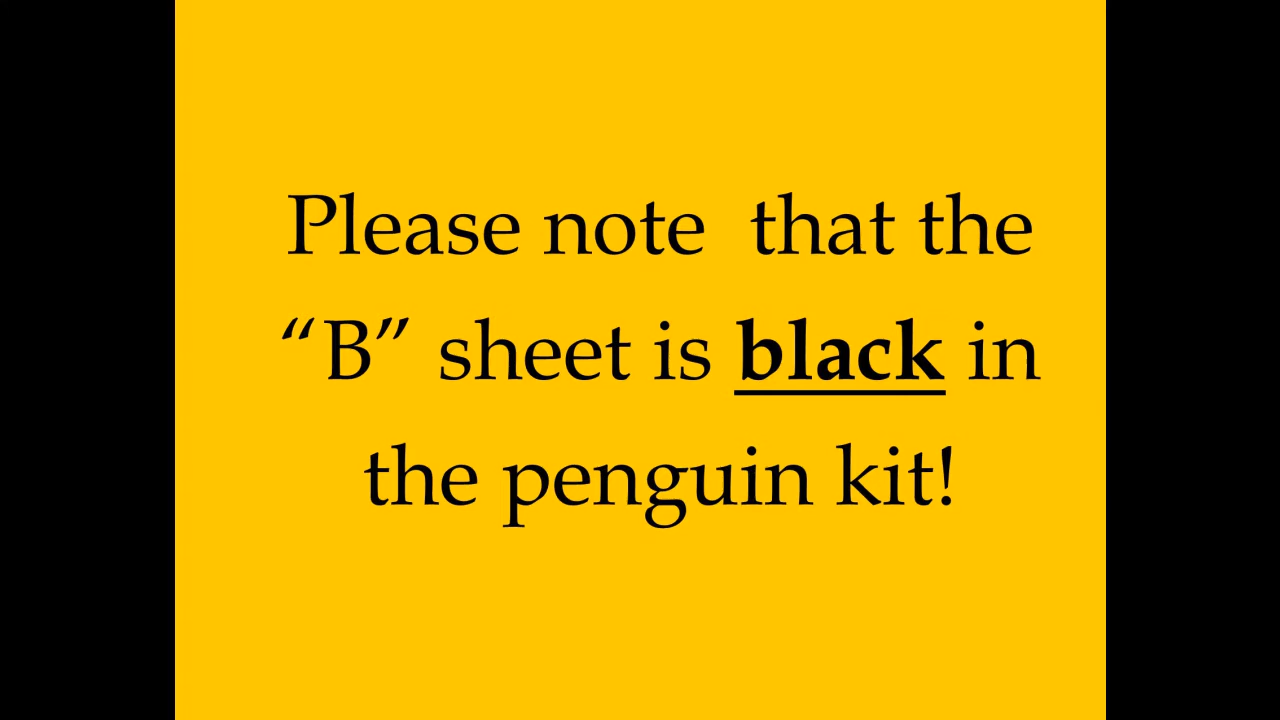 Please note  that the
“B” sheet is black in
the penguin kit!